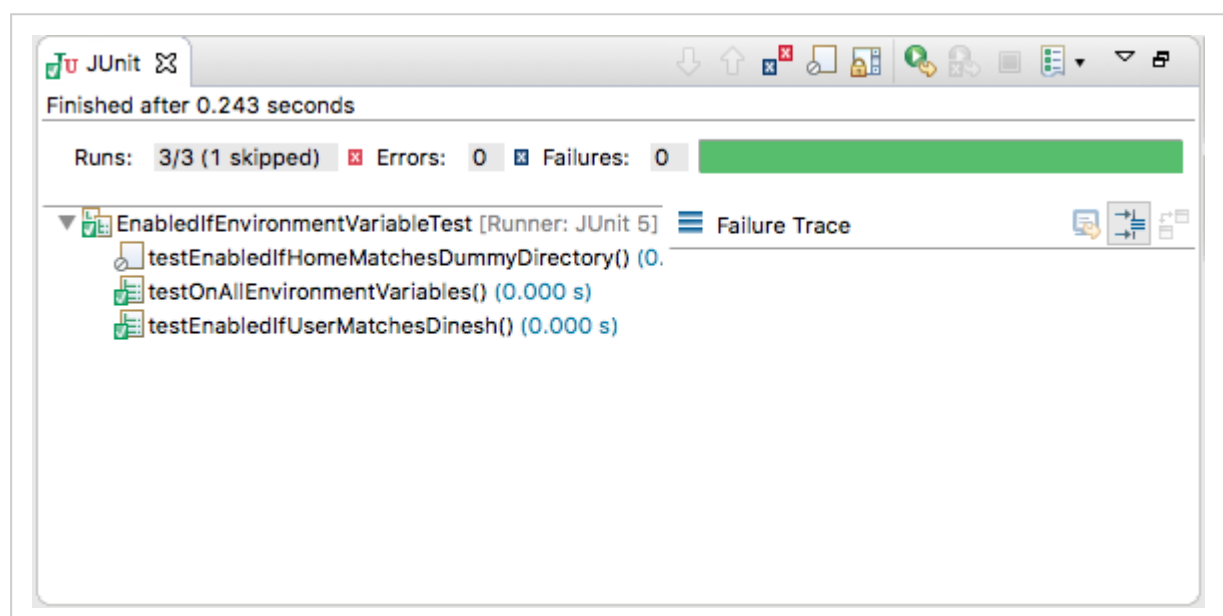 JUnit
Finished after 0.243 seconds
Runs: 3/3 (1 skipped) Errors: 0 Failures: 0
EnabledIfEnvironmentVariableTest [Runner: JUnit 5] Failure Trace
testEnabledIfHomeMatchesDummyDirectory() (0.
testOnAllEnvironmentVariables() (0.000 s)
testEnabledIfUserMatchesDinesh() (0.000 s)